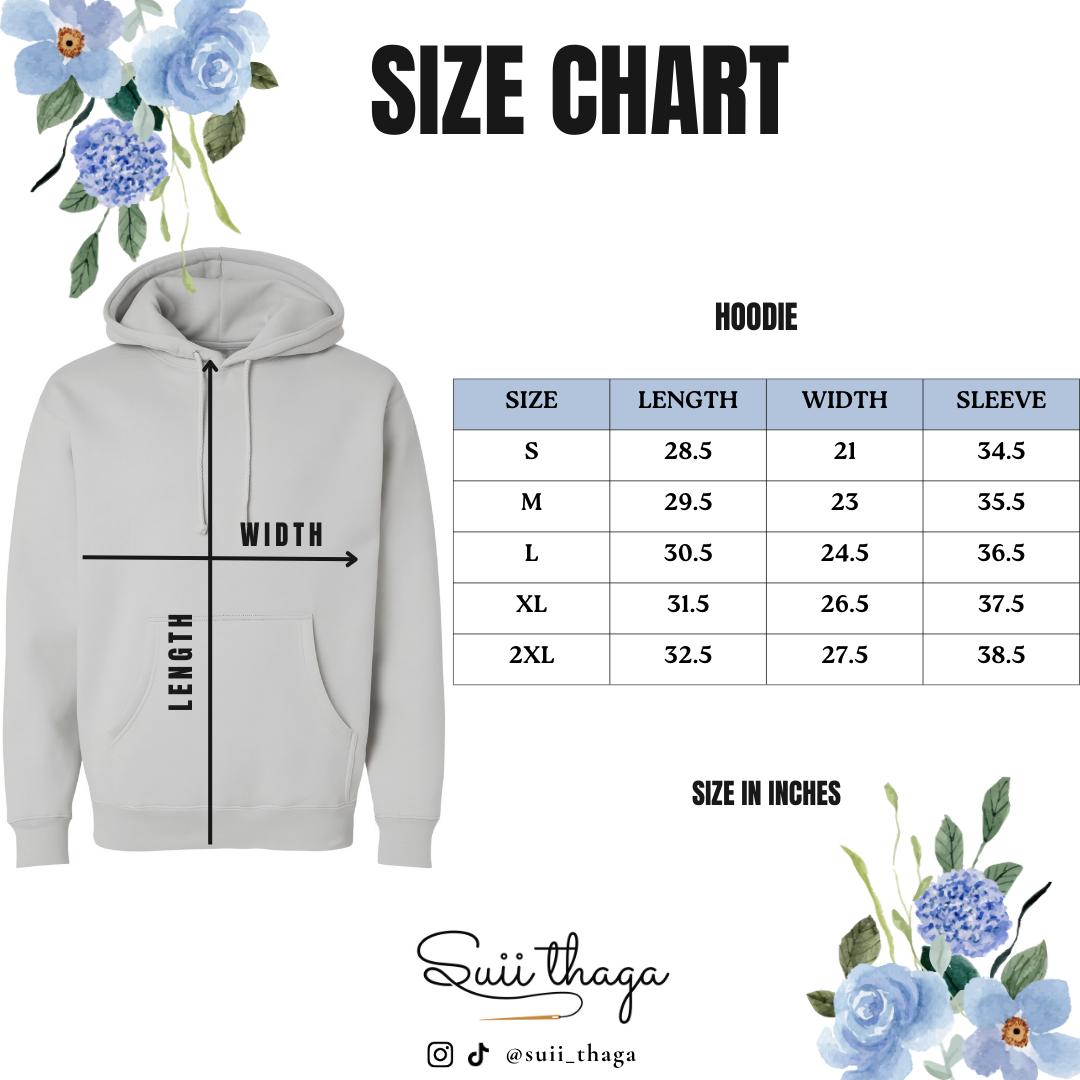 SIZE CHART
HOODIE
SIZE LENGTH WIDTH SLEEVE
S 28.5 21 34.5
M 29.5 23 35.5
L 30.5 24.5 36.5
XL 31.5 26.5 37.5
2XL 32.5 27.5 38.5
WIDTH
LENGTH
SIZE IN INCHES
Suii thaga
@suii_thaga